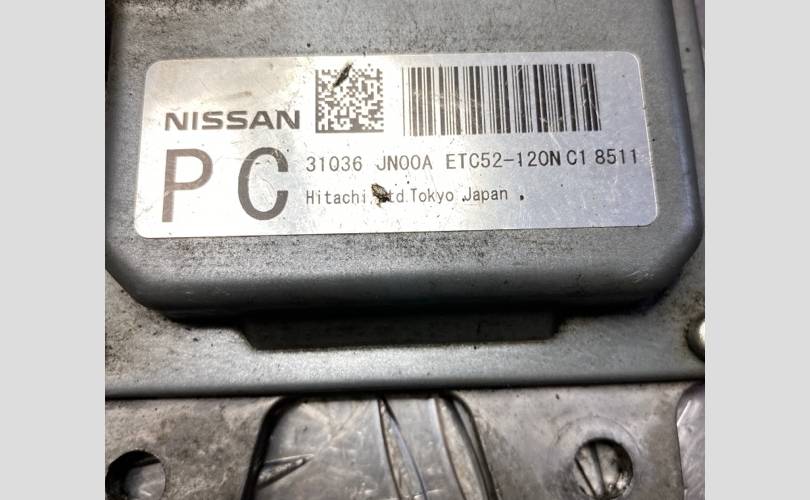 NISSAN
PC
31036 JN00A ETC52-120N C1 8511
Hitachi, Ltd. Tokyo Japan .